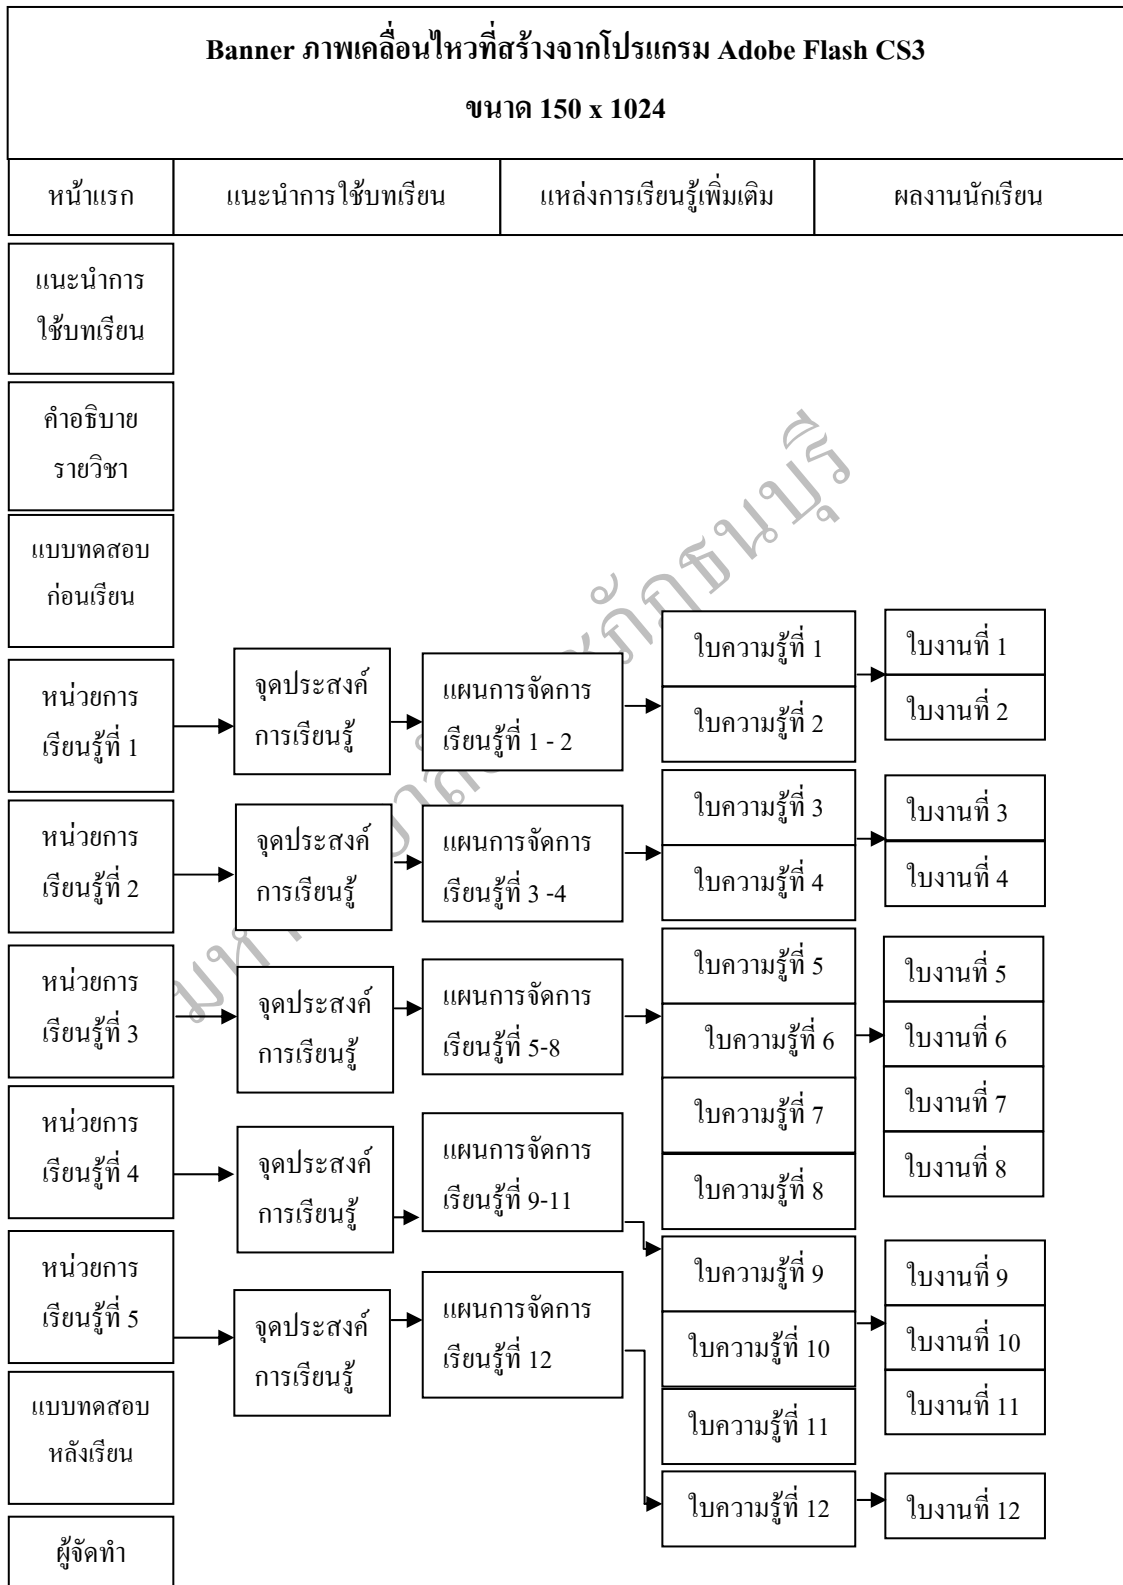 Banner ภาพเคลื่อนไหวที่สร้างจากโปรแกรม Adobe Flash CS3
ขนาด 150 x 1024
หน้าแรก
แนะนำการใช้บทเรียน
แหล่งการเรียนรู้เพิ่มเติม
ผลงานนักเรียน
แนะนำการ
ใช้บทเรียน
คำอธิบาย
รายวิชา
แบบทดสอบ
ก่อนเรียน
หน่วยการ
เรียนรู้ที่ 1
จุดประสงค์
การเรียนรู้
แผนการจัดการ
เรียนรู้ที่ 1 - 2
ใบความรู้ที่ 1
ใบความรู้ที่ 2
ใบงานที่ 1
ใบงานที่ 2
หน่วยการ
เรียนรู้ที่ 2
จุดประสงค์
การเรียนรู้
แผนการจัดการ
เรียนรู้ที่ 3 -4
ใบความรู้ที่ 3
ใบความรู้ที่ 4
ใบงานที่ 3
ใบงานที่ 4
หน่วยการ
เรียนรู้ที่ 3
จุดประสงค์
การเรียนรู้
แผนการจัดการ
เรียนรู้ที่ 5-8
ใบความรู้ที่ 5
ใบความรู้ที่ 6
ใบความรู้ที่ 7
ใบความรู้ที่ 8
ใบงานที่ 5
ใบงานที่ 6
ใบงานที่ 7
ใบงานที่ 8
หน่วยการ
เรียนรู้ที่ 4
จุดประสงค์
การเรียนรู้
แผนการจัดการ
เรียนรู้ที่ 9-11
ใบความรู้ที่ 9
ใบความรู้ที่ 10
ใบความรู้ที่ 11
ใบงานที่ 9
ใบงานที่ 10
ใบงานที่ 11
หน่วยการ
เรียนรู้ที่ 5
จุดประสงค์
การเรียนรู้
แผนการจัดการ
เรียนรู้ที่ 12
ใบความรู้ที่ 12
ใบงานที่ 12
แบบทดสอบ
หลังเรียน
ผู้จัดทำ